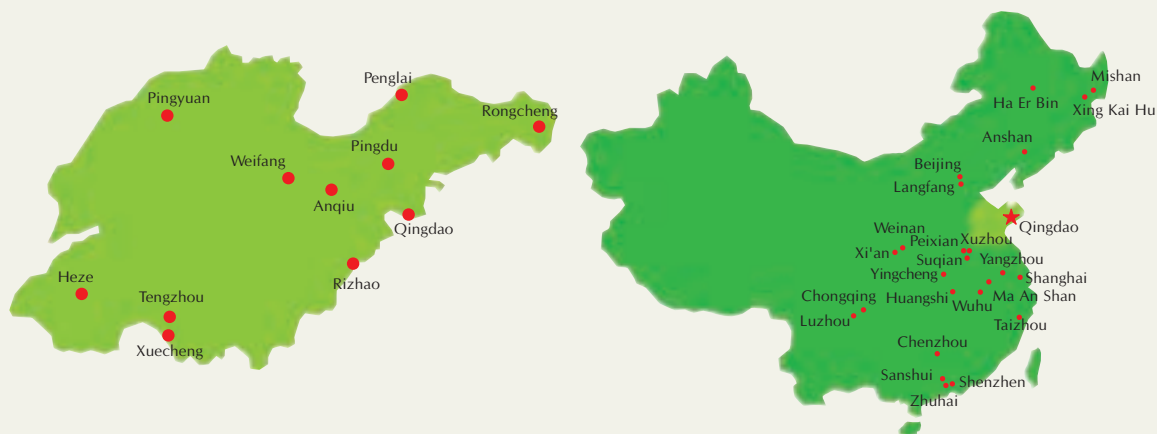 Penglai
Pingyuan
Rongcheng
Pingdu
Weifang
Anqiu
Qingdao
Rizhao
Heze
Tengzhou
Xuecheng
Mishan
Ha Er Bin
Xing Kai Hu
Anshan
Beijing
Langfang
Qingdao
Weinan
Peixian
Xuzhou
Xi'an
Suqian
Yangzhou
Yingcheng
Shanghai
Chongqing
Huangshi
Ma An Shan
Wuhu
Luzhou
Taizhou
Chenzhou
Sanshui
Shenzhen
Zhuhai